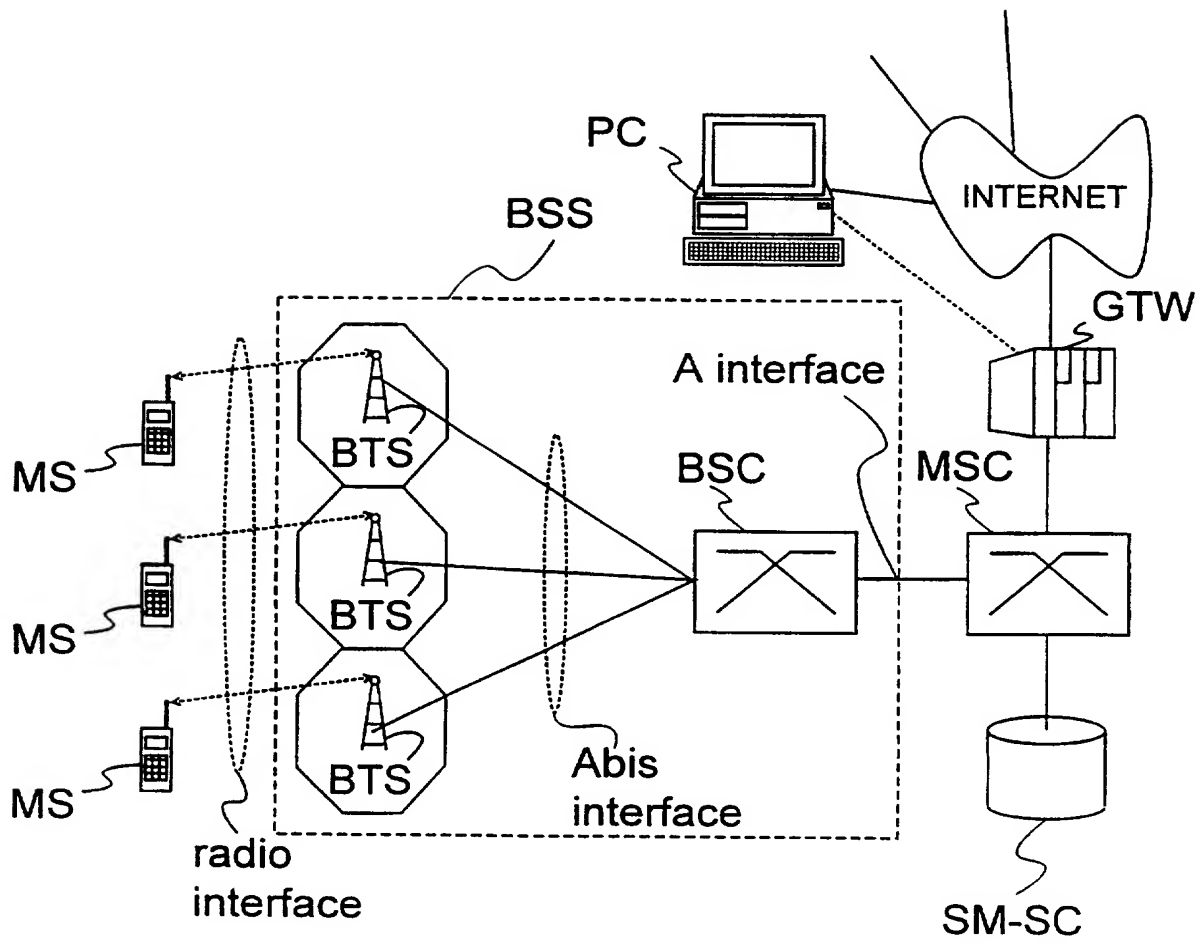 PC
INTERNET
BSS
GTW
A interface
MS
BTS
BSC
MSC
MS
BTS
MS
BTS
Abis
interface
radio
interface
SM-SC